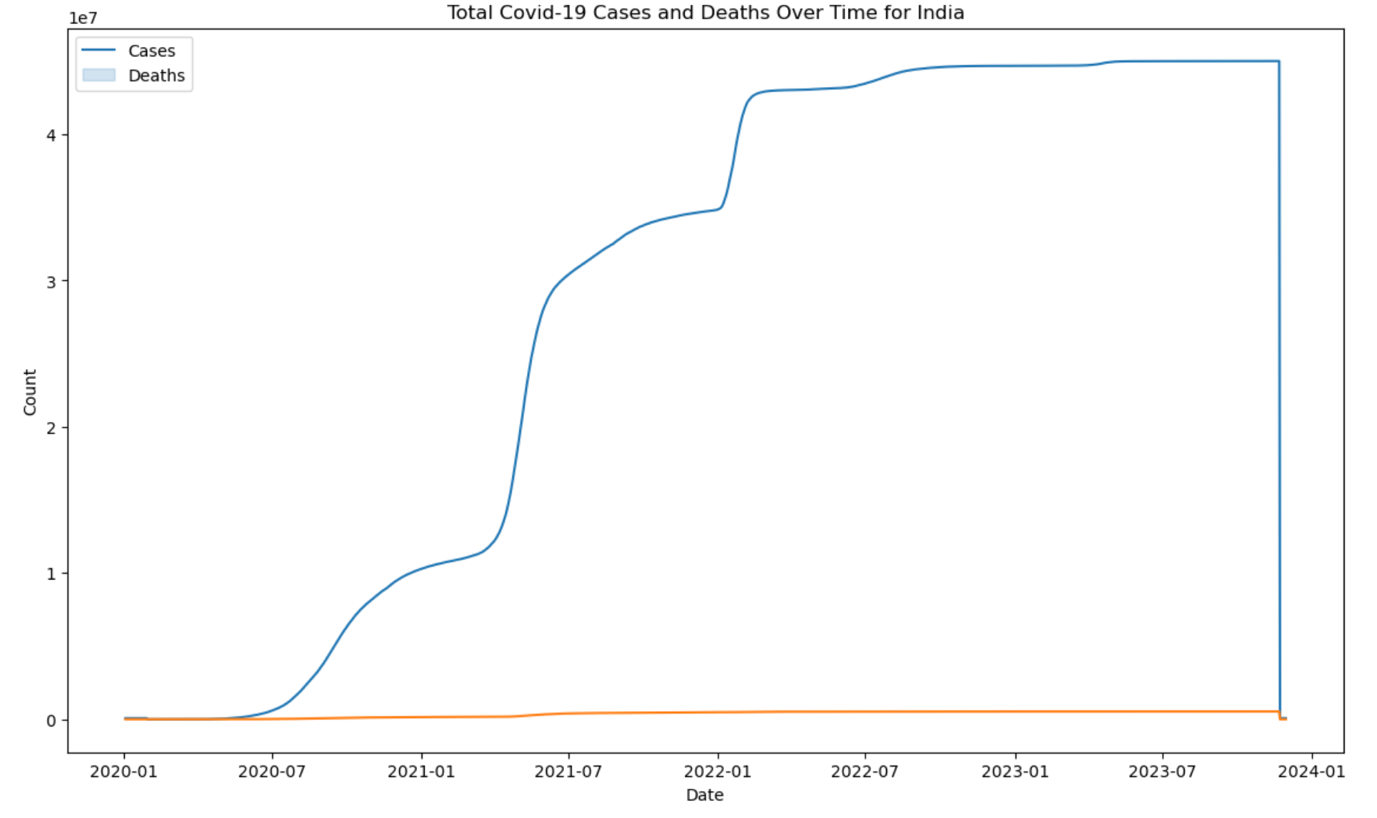 Total Covid-19 Cases and Deaths Over Time for India
1e7
Cases
Deaths
4
3
2
1
0
Count
2020-01 2020-07 2021-01 2021-07 2022-01 2022-07 2023-01 2023-07 2024-01
Date